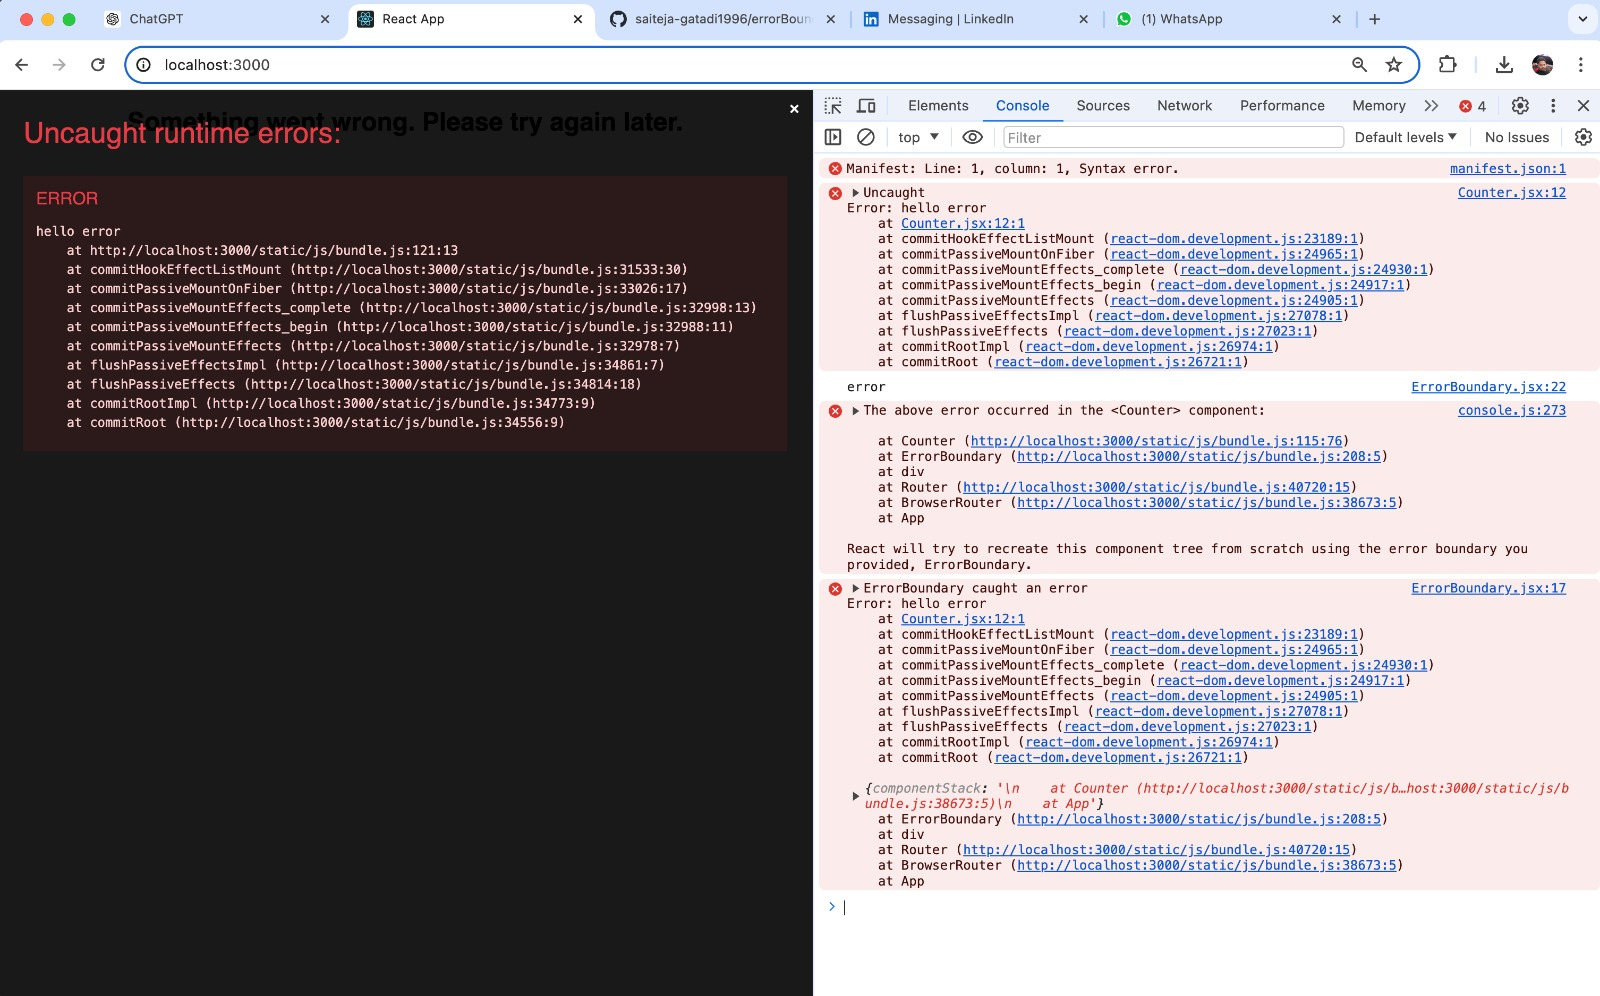 ChatGPT
React App
saiteja-gatadi1996/errorBoun
Messaging | LinkedIn
(1) WhatsApp
localhost:3000
Something went wrong. Please try again later.
Uncaught runtime errors:
ERROR
hello error
at http://localhost:3000/static/js/bundle.js:121:13
at commitHookEffectListMount (http://localhost:3000/static/js/bundle.js:31533:30)
at commitPassiveMountOnFiber (http://localhost:3000/static/js/bundle.js:33026:17)
at commitPassiveMountEffects_complete (http://localhost:3000/static/js/bundle.js:32998:13)
at commitPassiveMountEffects_begin (http://localhost:3000/static/js/bundle.js:32988:11)
at commitPassiveMountEffects (http://localhost:3000/static/js/bundle.js:32978:7)
at flushPassiveEffectsImpl (http://localhost:3000/static/js/bundle.js:34861:7)
at flushPassiveEffects (http://localhost:3000/static/js/bundle.js:34814:18)
at commitRootImpl (http://localhost:3000/static/js/bundle.js:34773:9)
at commitRoot (http://localhost:3000/static/js/bundle.js:34556:9)
Elements Console Sources Network Performance Memory 4
top Filter Default levels No Issues
Manifest: Line: 1, column: 1, Syntax error. manifest.json:1
Uncaught Counter.jsx:12
Error: hello error
at Counter.jsx:12:1
at commitHookEffectListMount (react-dom.development.js:23189:1)
at commitPassiveMountOnFiber (react-dom.development.js:24965:1)
at commitPassiveMountEffects_complete (react-dom.development.js:24930:1)
at commitPassiveMountEffects_begin (react-dom.development.js:24917:1)
at commitPassiveMountEffects (react-dom.development.js:24905:1)
at flushPassiveEffectsImpl (react-dom.development.js:27078:1)
at flushPassiveEffects (react-dom.development.js:27023:1)
at commitRootImpl (react-dom.development.js:26974:1)
at commitRoot (react-dom.development.js:26721:1)
error ErrorBoundary.jsx:22
The above error occurred in the <Counter> component: console.js:273
at Counter (http://localhost:3000/static/js/bundle.js:115:76)
at ErrorBoundary (http://localhost:3000/static/js/bundle.js:208:5)
at div
at Router (http://localhost:3000/static/js/bundle.js:40720:15)
at BrowserRouter (http://localhost:3000/static/js/bundle.js:38673:5)
at App
React will try to recreate this component tree from scratch using the error boundary you
provided, ErrorBoundary.
ErrorBoundary caught an error ErrorBoundary.jsx:17
Error: hello error
at Counter.jsx:12:1
at commitHookEffectListMount (react-dom.development.js:23189:1)
at commitPassiveMountOnFiber (react-dom.development.js:24965:1)
at commitPassiveMountEffects_complete (react-dom.development.js:24930:1)
at commitPassiveMountEffects_begin (react-dom.development.js:24917:1)
at commitPassiveMountEffects (react-dom.development.js:24905:1)
at flushPassiveEffectsImpl (react-dom.development.js:27078:1)
at flushPassiveEffects (react-dom.development.js:27023:1)
at commitRootImpl (react-dom.development.js:26974:1)
at commitRoot (react-dom.development.js:26721:1)
{componentStack: '\n    at Counter (http://localhost:3000/static/js/b…host:3000/static/js/b
undle.js:38673:5)\n    at App'}
at ErrorBoundary (http://localhost:3000/static/js/bundle.js:208:5)
at div
at Router (http://localhost:3000/static/js/bundle.js:40720:15)
at BrowserRouter (http://localhost:3000/static/js/bundle.js:38673:5)
at App